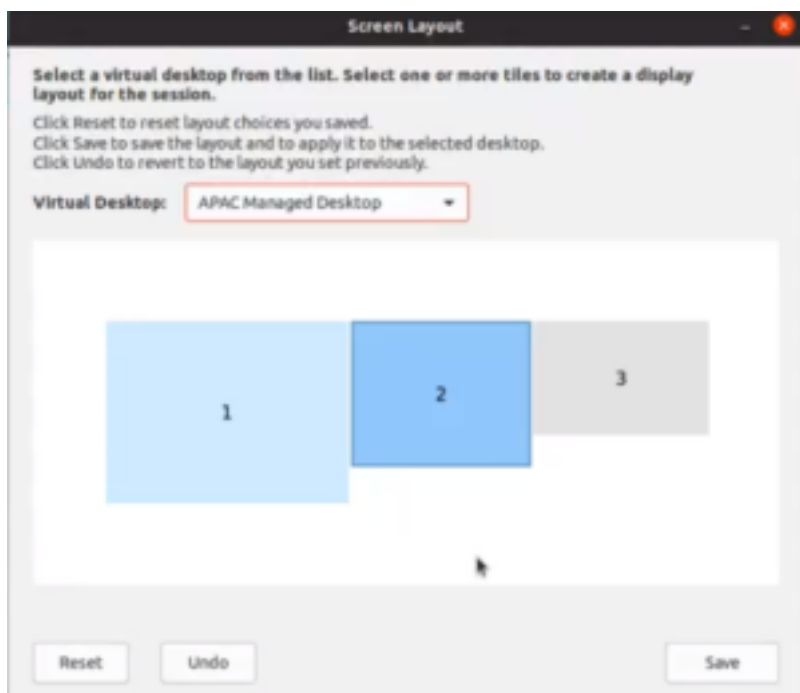 Screen Layout
Select a virtual desktop from the list. Select one or more tiles to create a display
layout for the session.
Click Reset to reset layout choices you saved.
Click Save to save the layout and to apply it to the selected desktop.
Click Undo to revert to the layout you set previously.
Virtual Desktop: APAC Managed Desktop
1
2
3
Reset Undo Save